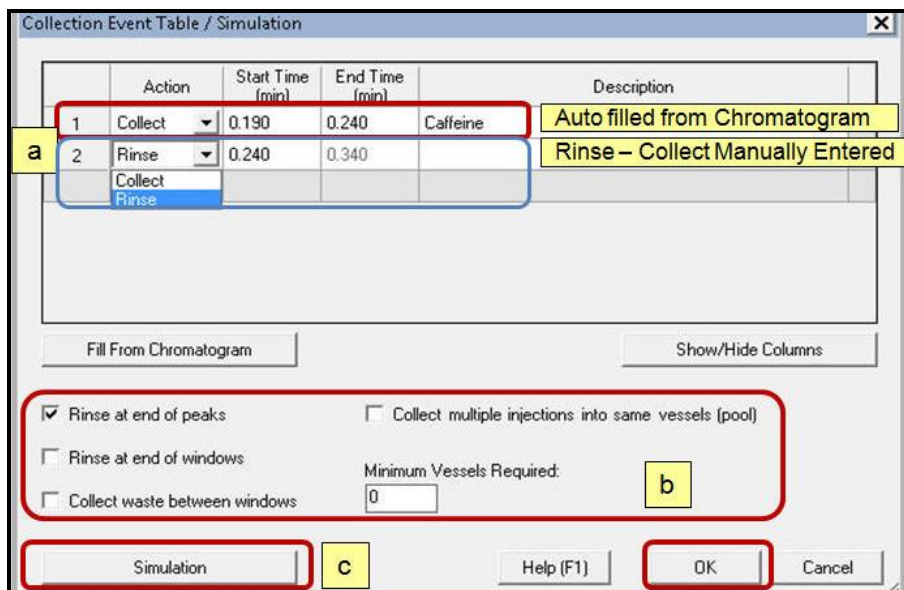 Collection Event Table / Simulation
Action Start Time (min) End Time (min) Description
1 Collect 0.190 0.240 Caffeine Auto filled from Chromatogram
a 2 Rinse 0.240 0.340 Rinse – Collect Manually Entered
Collect
Rinse
Fill From Chromatogram Show/Hide Columns
Rinse at end of peaks Collect multiple injections into same vessels (pool)
Rinse at end of windows
Minimum Vessels Required:
Collect waste between windows 0 b
Simulation c Help (F1) OK Cancel